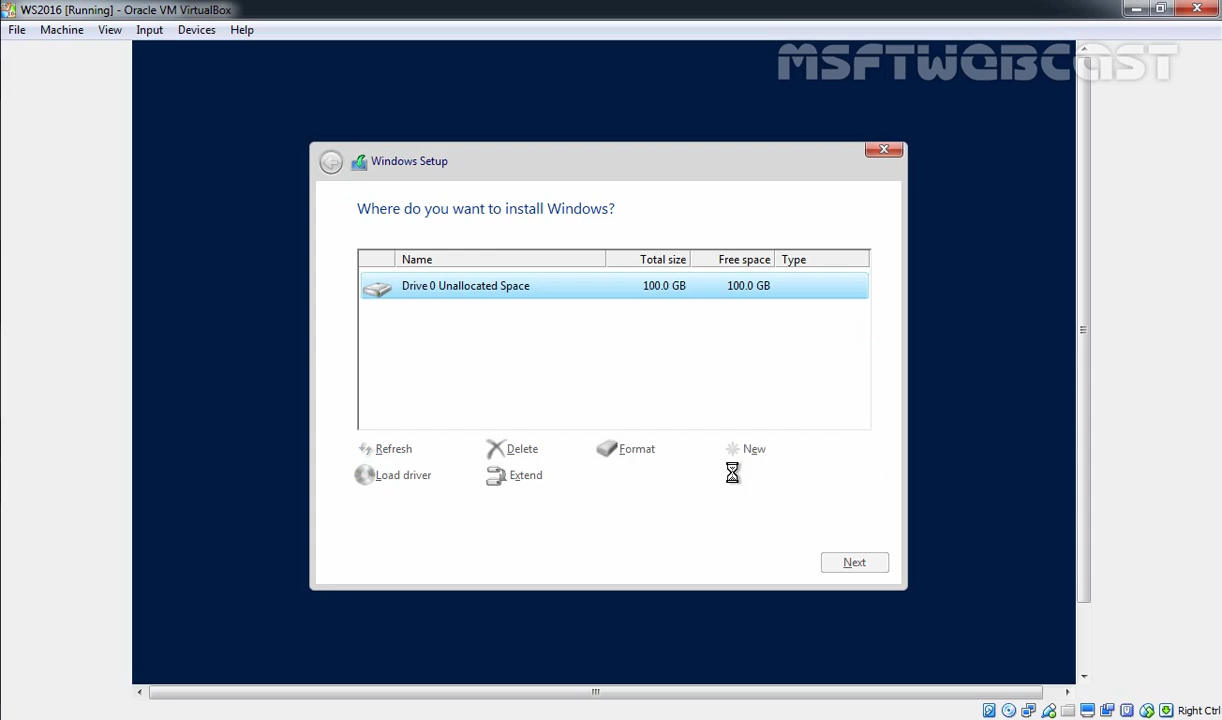 WS2016 [Running] - Oracle VM VirtualBox
File Machine View Input Devices Help
MSFTWEBCAST
Windows Setup
Where do you want to install Windows?
Name Total size Free space Type
Drive 0 Unallocated Space 100.0 GB 100.0 GB
Refresh Delete Format New
Load driver Extend
Next
Right Ctrl